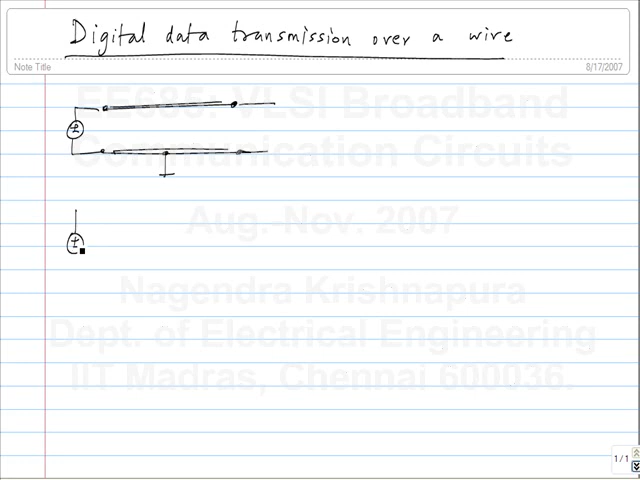 Digital data transmission over a wire
Note Title
8/17/2007
EE685: VLSI Broadband
Communication Circuits
Aug.-Nov. 2007
Nagendra Krishnapura
Dept. of Electrical Engineering
IIT Madras, Chennai 600036.
1/1